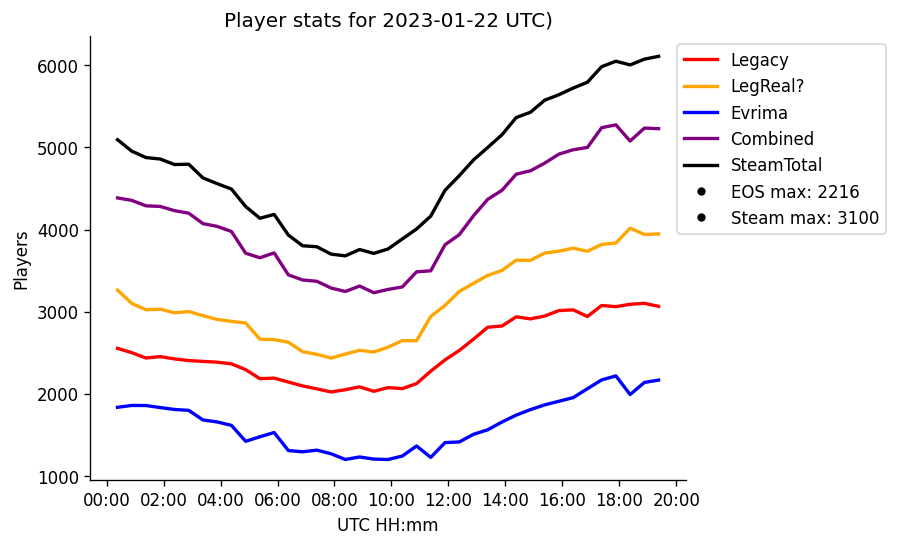 Player stats for 2023-01-22 UTC)
Players
6000
5000
4000
3000
2000
1000
00:00 02:00 04:00 06:00 08:00 10:00 12:00 14:00 16:00 18:00 20:00
UTC HH:mm
Legacy
LegReal?
Evrima
Combined
SteamTotal
EOS max: 2216
Steam max: 3100